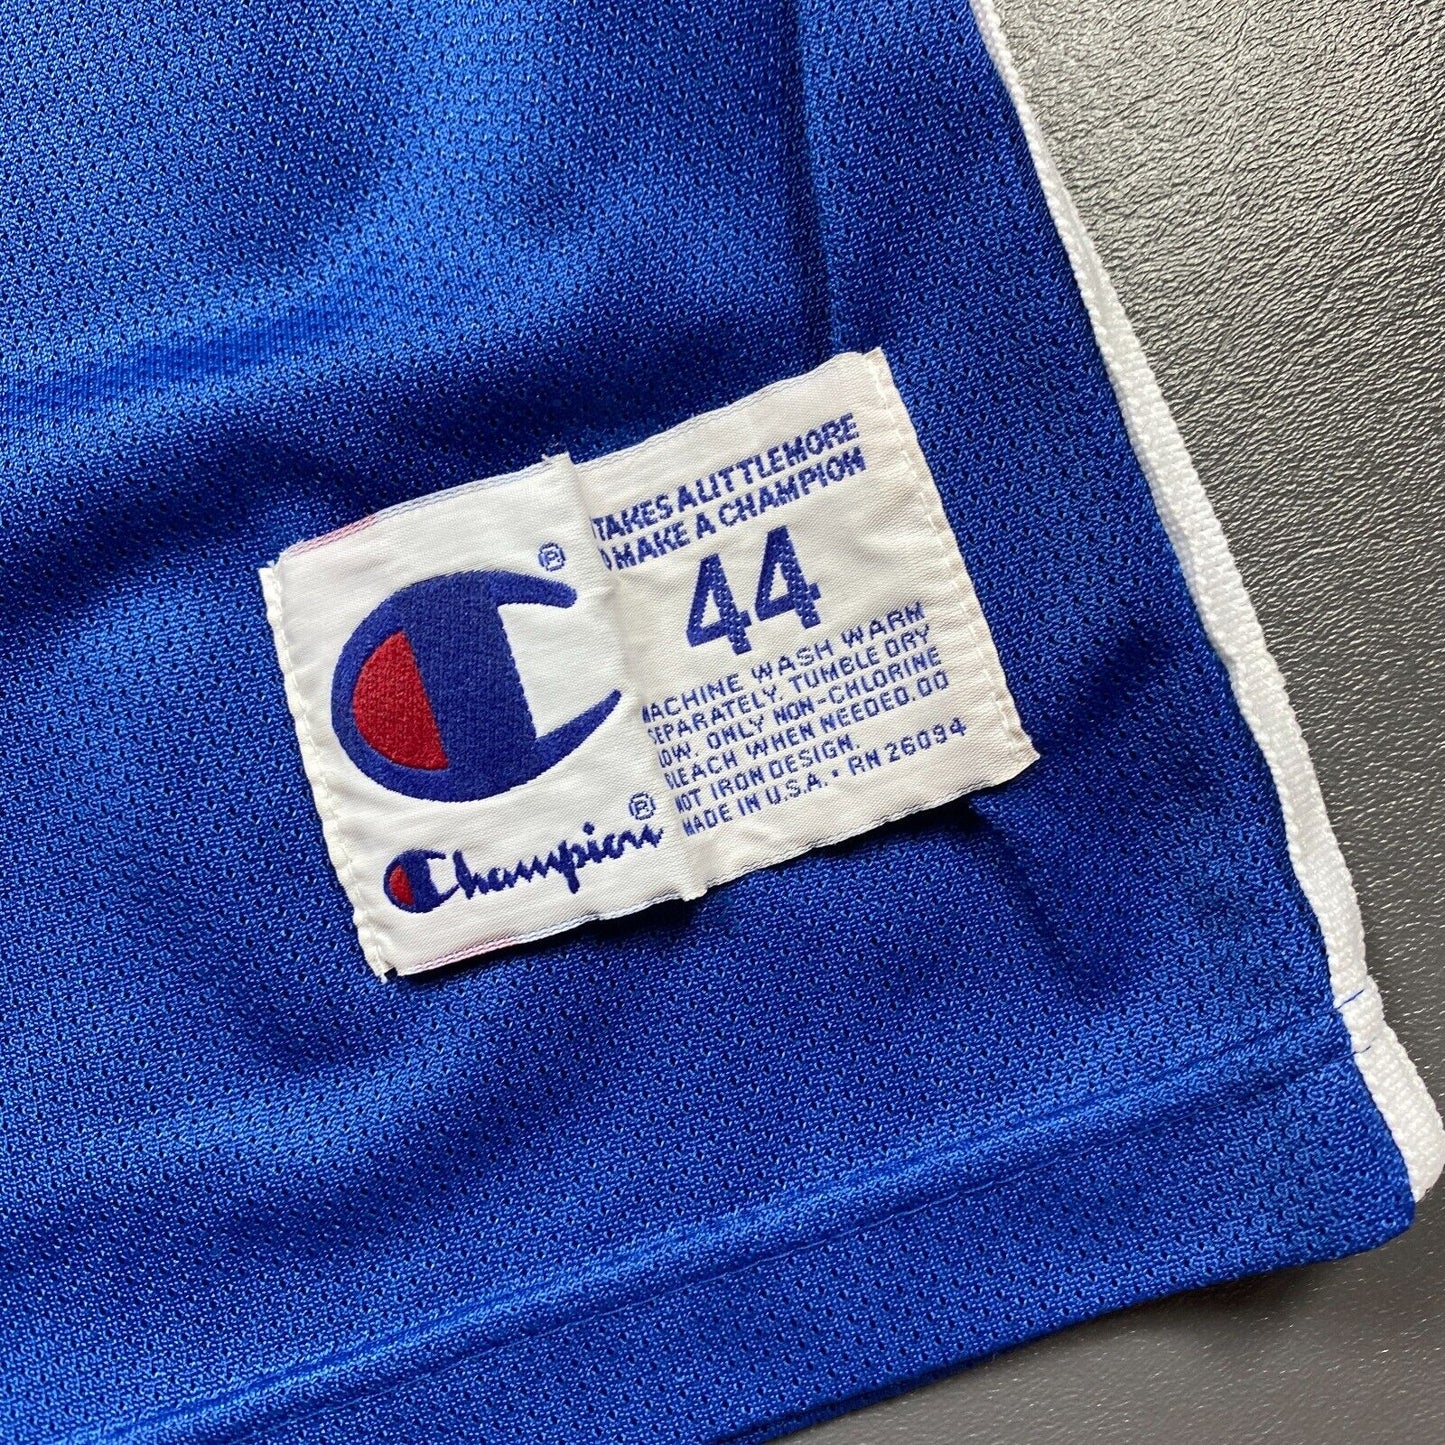 ®
®
Champion
TAKES A LITTLE MORE
O MAKE A CHAMPION
44
MACHINE WASH WARM
SEPARATELY. TUMBLE DRY
LOW. ONLY NON-CHLORINE
BLEACH WHEN NEEDED. DO
NOT IRON DESIGN.
MADE IN U.S.A. · RN 26094